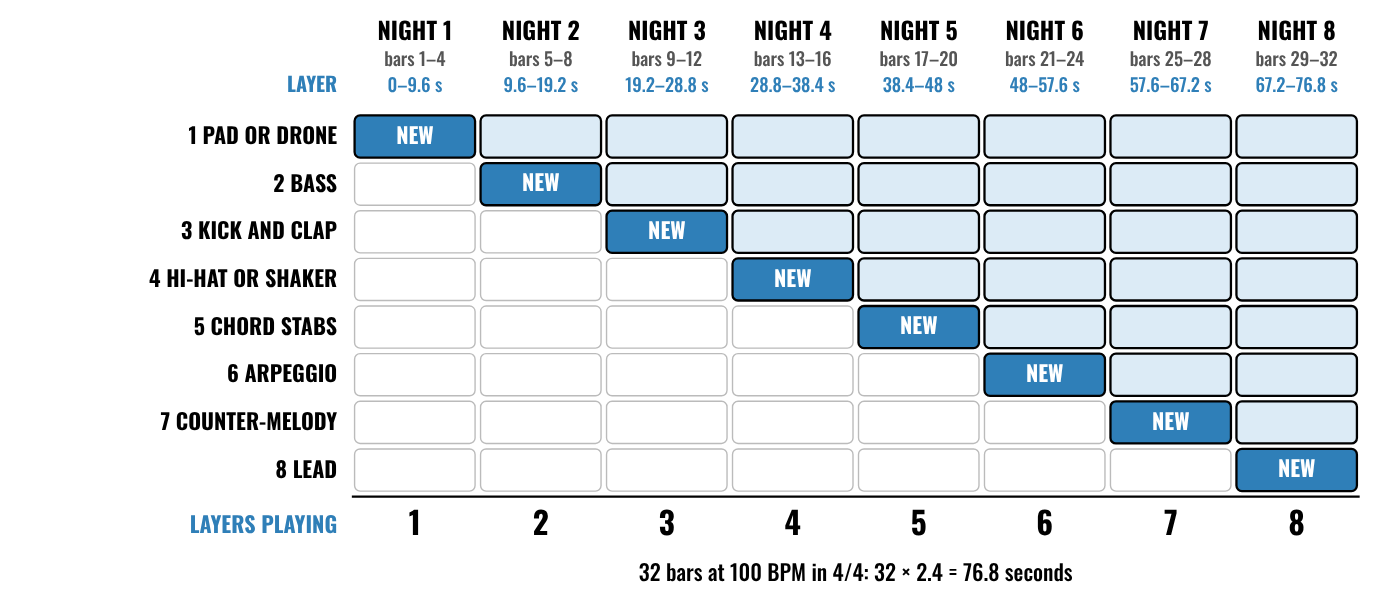 NIGHT 1 NIGHT 2 NIGHT 3 NIGHT 4 NIGHT 5 NIGHT 6 NIGHT 7 NIGHT 8
bars 1–4 bars 5–8 bars 9–12 bars 13–16 bars 17–20 bars 21–24 bars 25–28 bars 29–32
LAYER 0–9.6 s 9.6–19.2 s 19.2–28.8 s 28.8–38.4 s 38.4–48 s 48–57.6 s 57.6–67.2 s 67.2–76.8 s
1 PAD OR DRONE NEW
2 BASS NEW
3 KICK AND CLAP NEW
4 HI-HAT OR SHAKER NEW
5 CHORD STABS NEW
6 ARPEGGIO NEW
7 COUNTER-MELODY NEW
8 LEAD NEW
LAYERS PLAYING 1 2 3 4 5 6 7 8
32 bars at 100 BPM in 4/4: 32 × 2.4 = 76.8 seconds